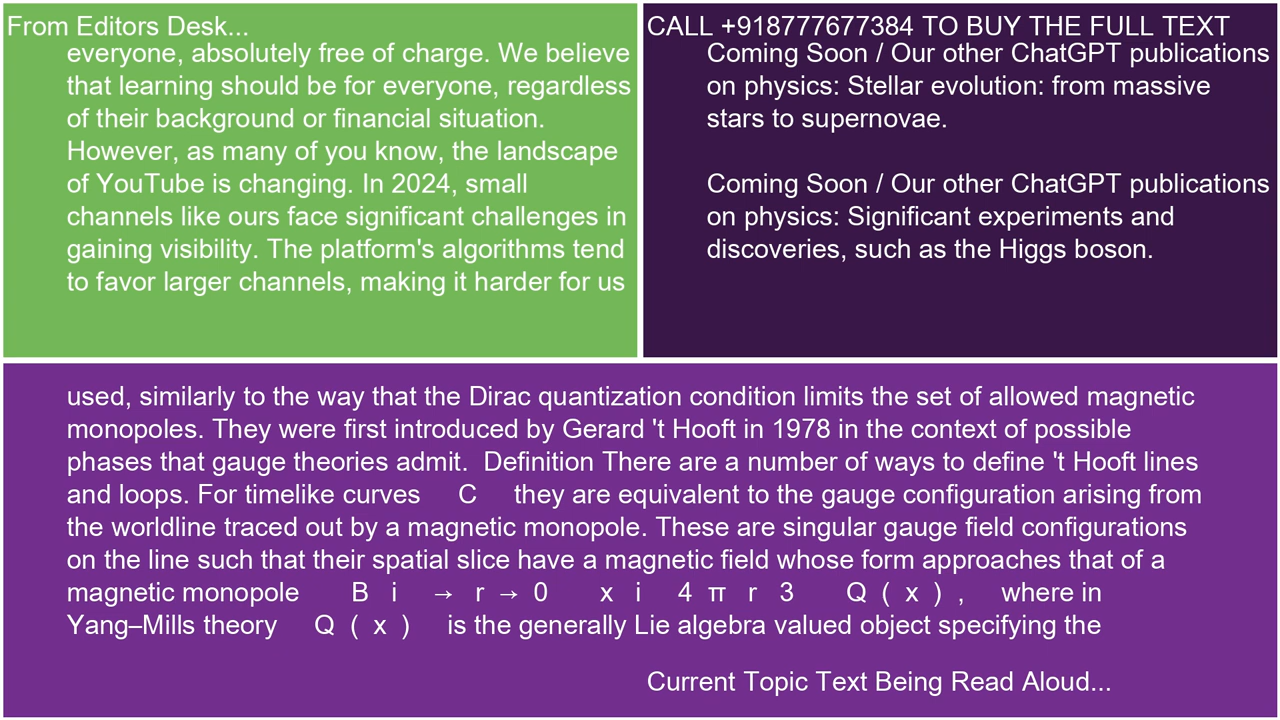 From Editors Desk...
everyone, absolutely free of charge. We believe
that learning should be for everyone, regardless
of their background or financial situation.
However, as many of you know, the landscape
of YouTube is changing. In 2024, small
channels like ours face significant challenges in
gaining visibility. The platform's algorithms tend
to favor larger channels, making it harder for us
CALL +918777677384 TO BUY THE FULL TEXT
Coming Soon / Our other ChatGPT publications
on physics: Stellar evolution: from massive
stars to supernovae.
Coming Soon / Our other ChatGPT publications
on physics: Significant experiments and
discoveries, such as the Higgs boson.
used, similarly to the way that the Dirac quantization condition limits the set of allowed magnetic
monopoles. They were first introduced by Gerard 't Hooft in 1978 in the context of possible
phases that gauge theories admit.  Definition There are a number of ways to define 't Hooft lines
and loops. For timelike curves     C     they are equivalent to the gauge configuration arising from
the worldline traced out by a magnetic monopole. These are singular gauge field configurations
on the line such that their spatial slice have a magnetic field whose form approaches that of a
magnetic monopole       B   i     →   r → 0       x   i     4   π   r   3       Q   (   x   )   ,     where in
Yang–Mills theory     Q   (   x   )     is the generally Lie algebra valued object specifying the
Current Topic Text Being Read Aloud...